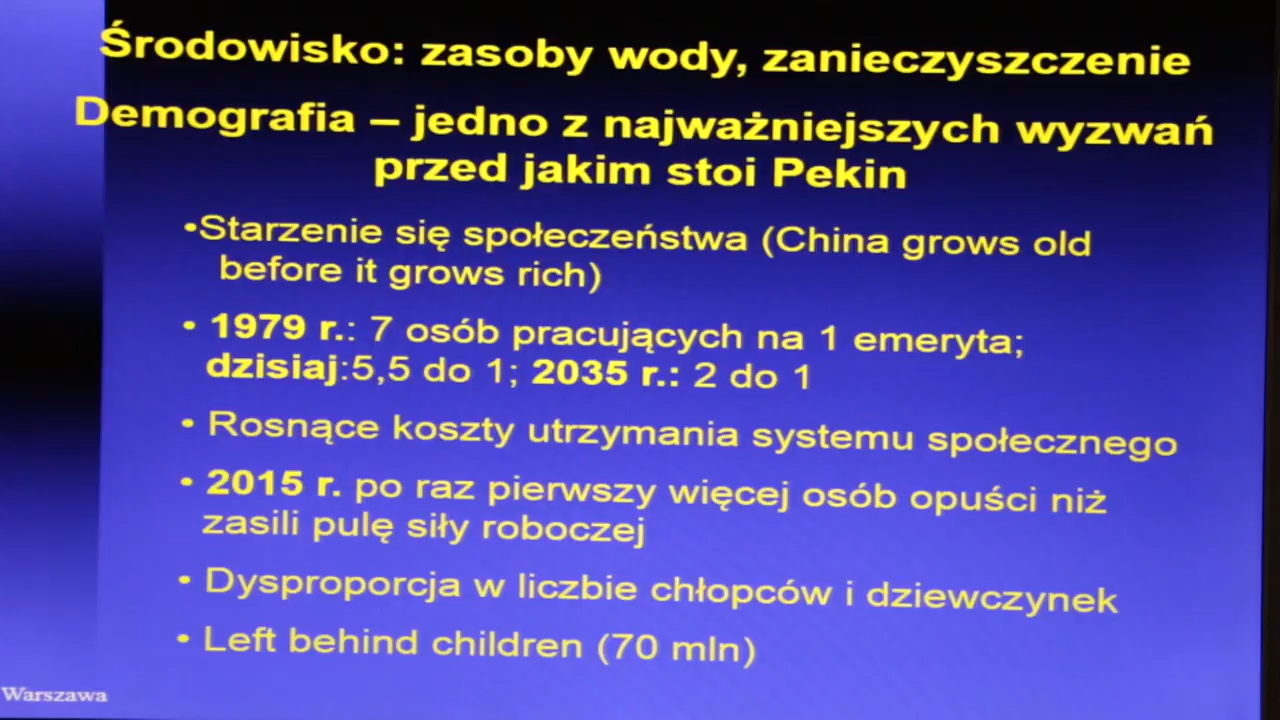 Środowisko: zasoby wody, zanieczyszczenie
Demografia – jedno z najważniejszych wyzwań
przed jakim stoi Pekin
•Starzenie się społeczeństwa (China grows old
before it grows rich)
• 1979 r.: 7 osób pracujących na 1 emeryta;
dzisiaj:5,5 do 1; 2035 r.: 2 do 1
• Rosnące koszty utrzymania systemu społecznego
• 2015 r. po raz pierwszy więcej osób opuści niż
zasili pulę siły roboczej
• Dysproporcja w liczbie chłopców i dziewczynek
• Left behind children (70 mln)
Warszawa